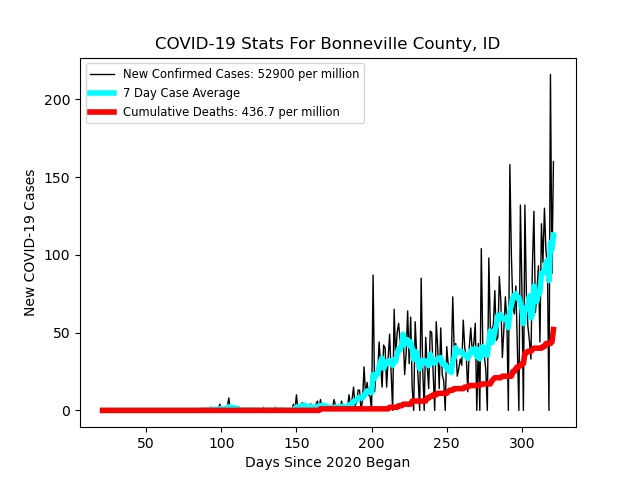 COVID-19 Stats For Bonneville County, ID
New Confirmed Cases: 52900 per million
7 Day Case Average
Cumulative Deaths: 436.7 per million
New COVID-19 Cases
200
150
100
50
0
50 100 150 200 250 300
Days Since 2020 Began